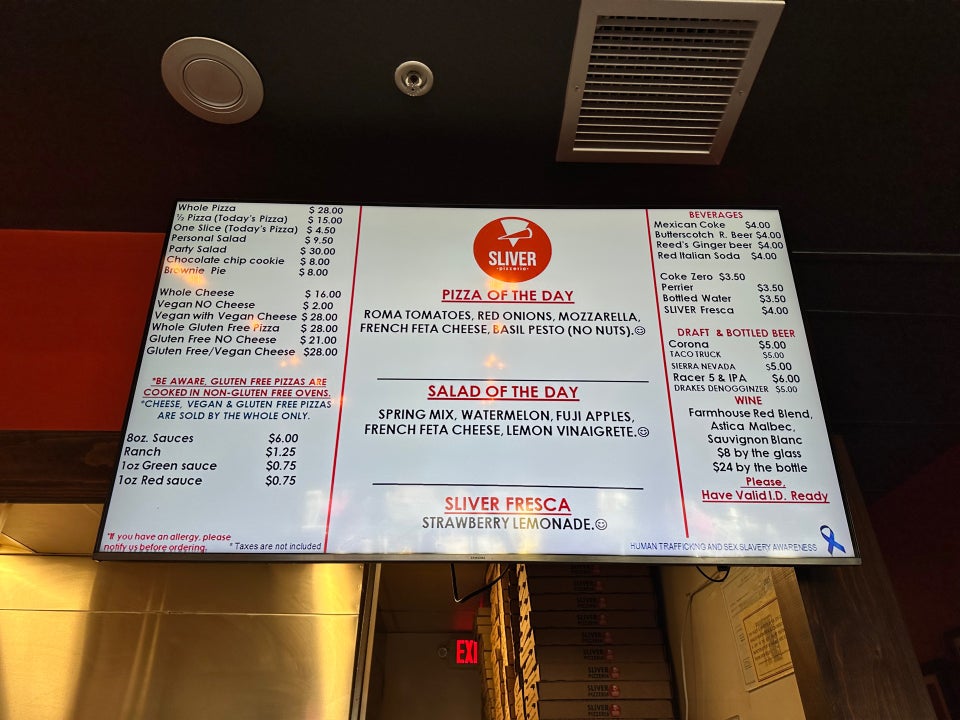 Whole Pizza $ 28.00
½ Pizza (Today's Pizza) $ 15.00
One Slice (Today's Pizza) $ 4.50
Personal Salad $ 9.50
Party Salad $ 30.00
Chocolate chip cookie $ 8.00
Brownie Pie $ 8.00
Whole Cheese $ 16.00
Vegan NO Cheese $ 2.00
Vegan with Vegan Cheese $ 28.00
Whole Gluten Free Pizza $ 28.00
Gluten Free NO Cheese $ 21.00
Gluten Free/Vegan Cheese $28.00
*BE AWARE, GLUTEN FREE PIZZAS ARE
COOKED IN NON-GLUTEN FREE OVENS.
*CHEESE, VEGAN & GLUTEN FREE PIZZAS
ARE SOLD BY THE WHOLE ONLY.
8oz. Sauces $6.00
Ranch $1.25
1oz Green sauce $0.75
1oz Red sauce $0.75
*If you have an allergy, please
notify us before ordering.
* Taxes are not included
SLIVER
·pizzeria·
PIZZA OF THE DAY
ROMA TOMATOES, RED ONIONS, MOZZARELLA,
FRENCH FETA CHEESE, BASIL PESTO (NO NUTS).☺
SALAD OF THE DAY
SPRING MIX, WATERMELON, FUJI APPLES,
FRENCH FETA CHEESE, LEMON VINAIGRETE.☺
SLIVER FRESCA
STRAWBERRY LEMONADE.☺
BEVERAGES
Mexican Coke $4.00
Butterscotch R. Beer $4.00
Reed's Ginger beer $4.00
Red Italian Soda $4.00
Coke Zero $3.50
Perrier $3.50
Bottled Water $3.50
SLIVER Fresca $4.00
DRAFT & BOTTLED BEER
Corona $5.00
TACO TRUCK $5.00
SIERRA NEVADA $5.00
Racer 5 & IPA $6.00
DRAKES DENOGGINZER $5.00
WINE
Farmhouse Red Blend,
Astica Malbec,
Sauvignon Blanc
$8 by the glass
$24 by the bottle
Please,
Have Valid I.D. Ready
HUMAN TRAFFICKING AND SEX SLAVERY AWARENESS
SAMSUNG
EXI
SLIVER
PIZZERIA
SLIVER
PIZZERIA
SLIVER
PIZZERIA